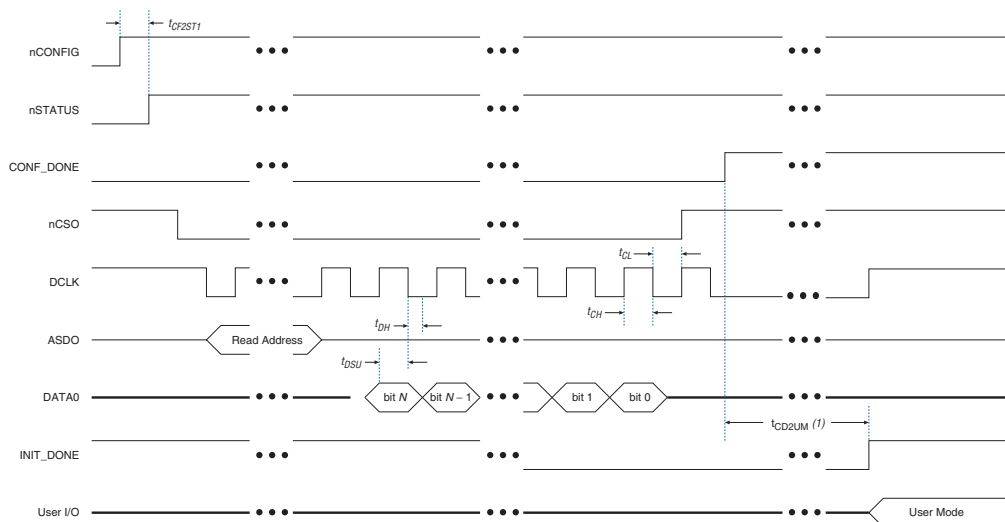 tCF2ST1
nCONFIG
nSTATUS
CONF_DONE
nCSO
tCL
DCLK
tCH
tDH
ASDO
Read Address
tDSU
DATA0
bit N
bit N – 1
bit 1
bit 0
tCD2UM (1)
INIT_DONE
User I/O
User Mode